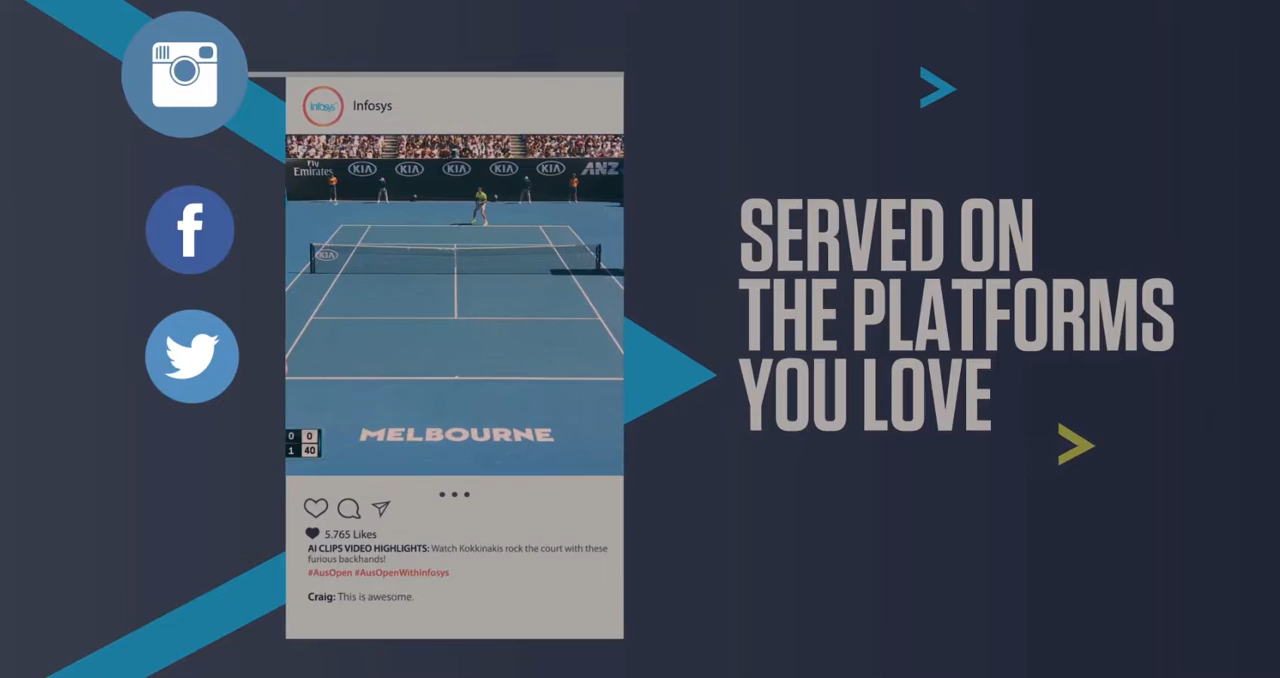 Infosys
Infosys
Fly
Emirates
KIA KIA KIA KIA KIA ANZ
KIA
0 0
1 40
MELBOURNE
5.765 Likes
AI CLIPS VIDEO HIGHLIGHTS: Watch Kokkinakis rock the court with these
furious backhands!
#AusOpen #AusOpenWithInfosys
Craig: This is awesome.
SERVED ON
THE PLATFORMS
YOU LOVE